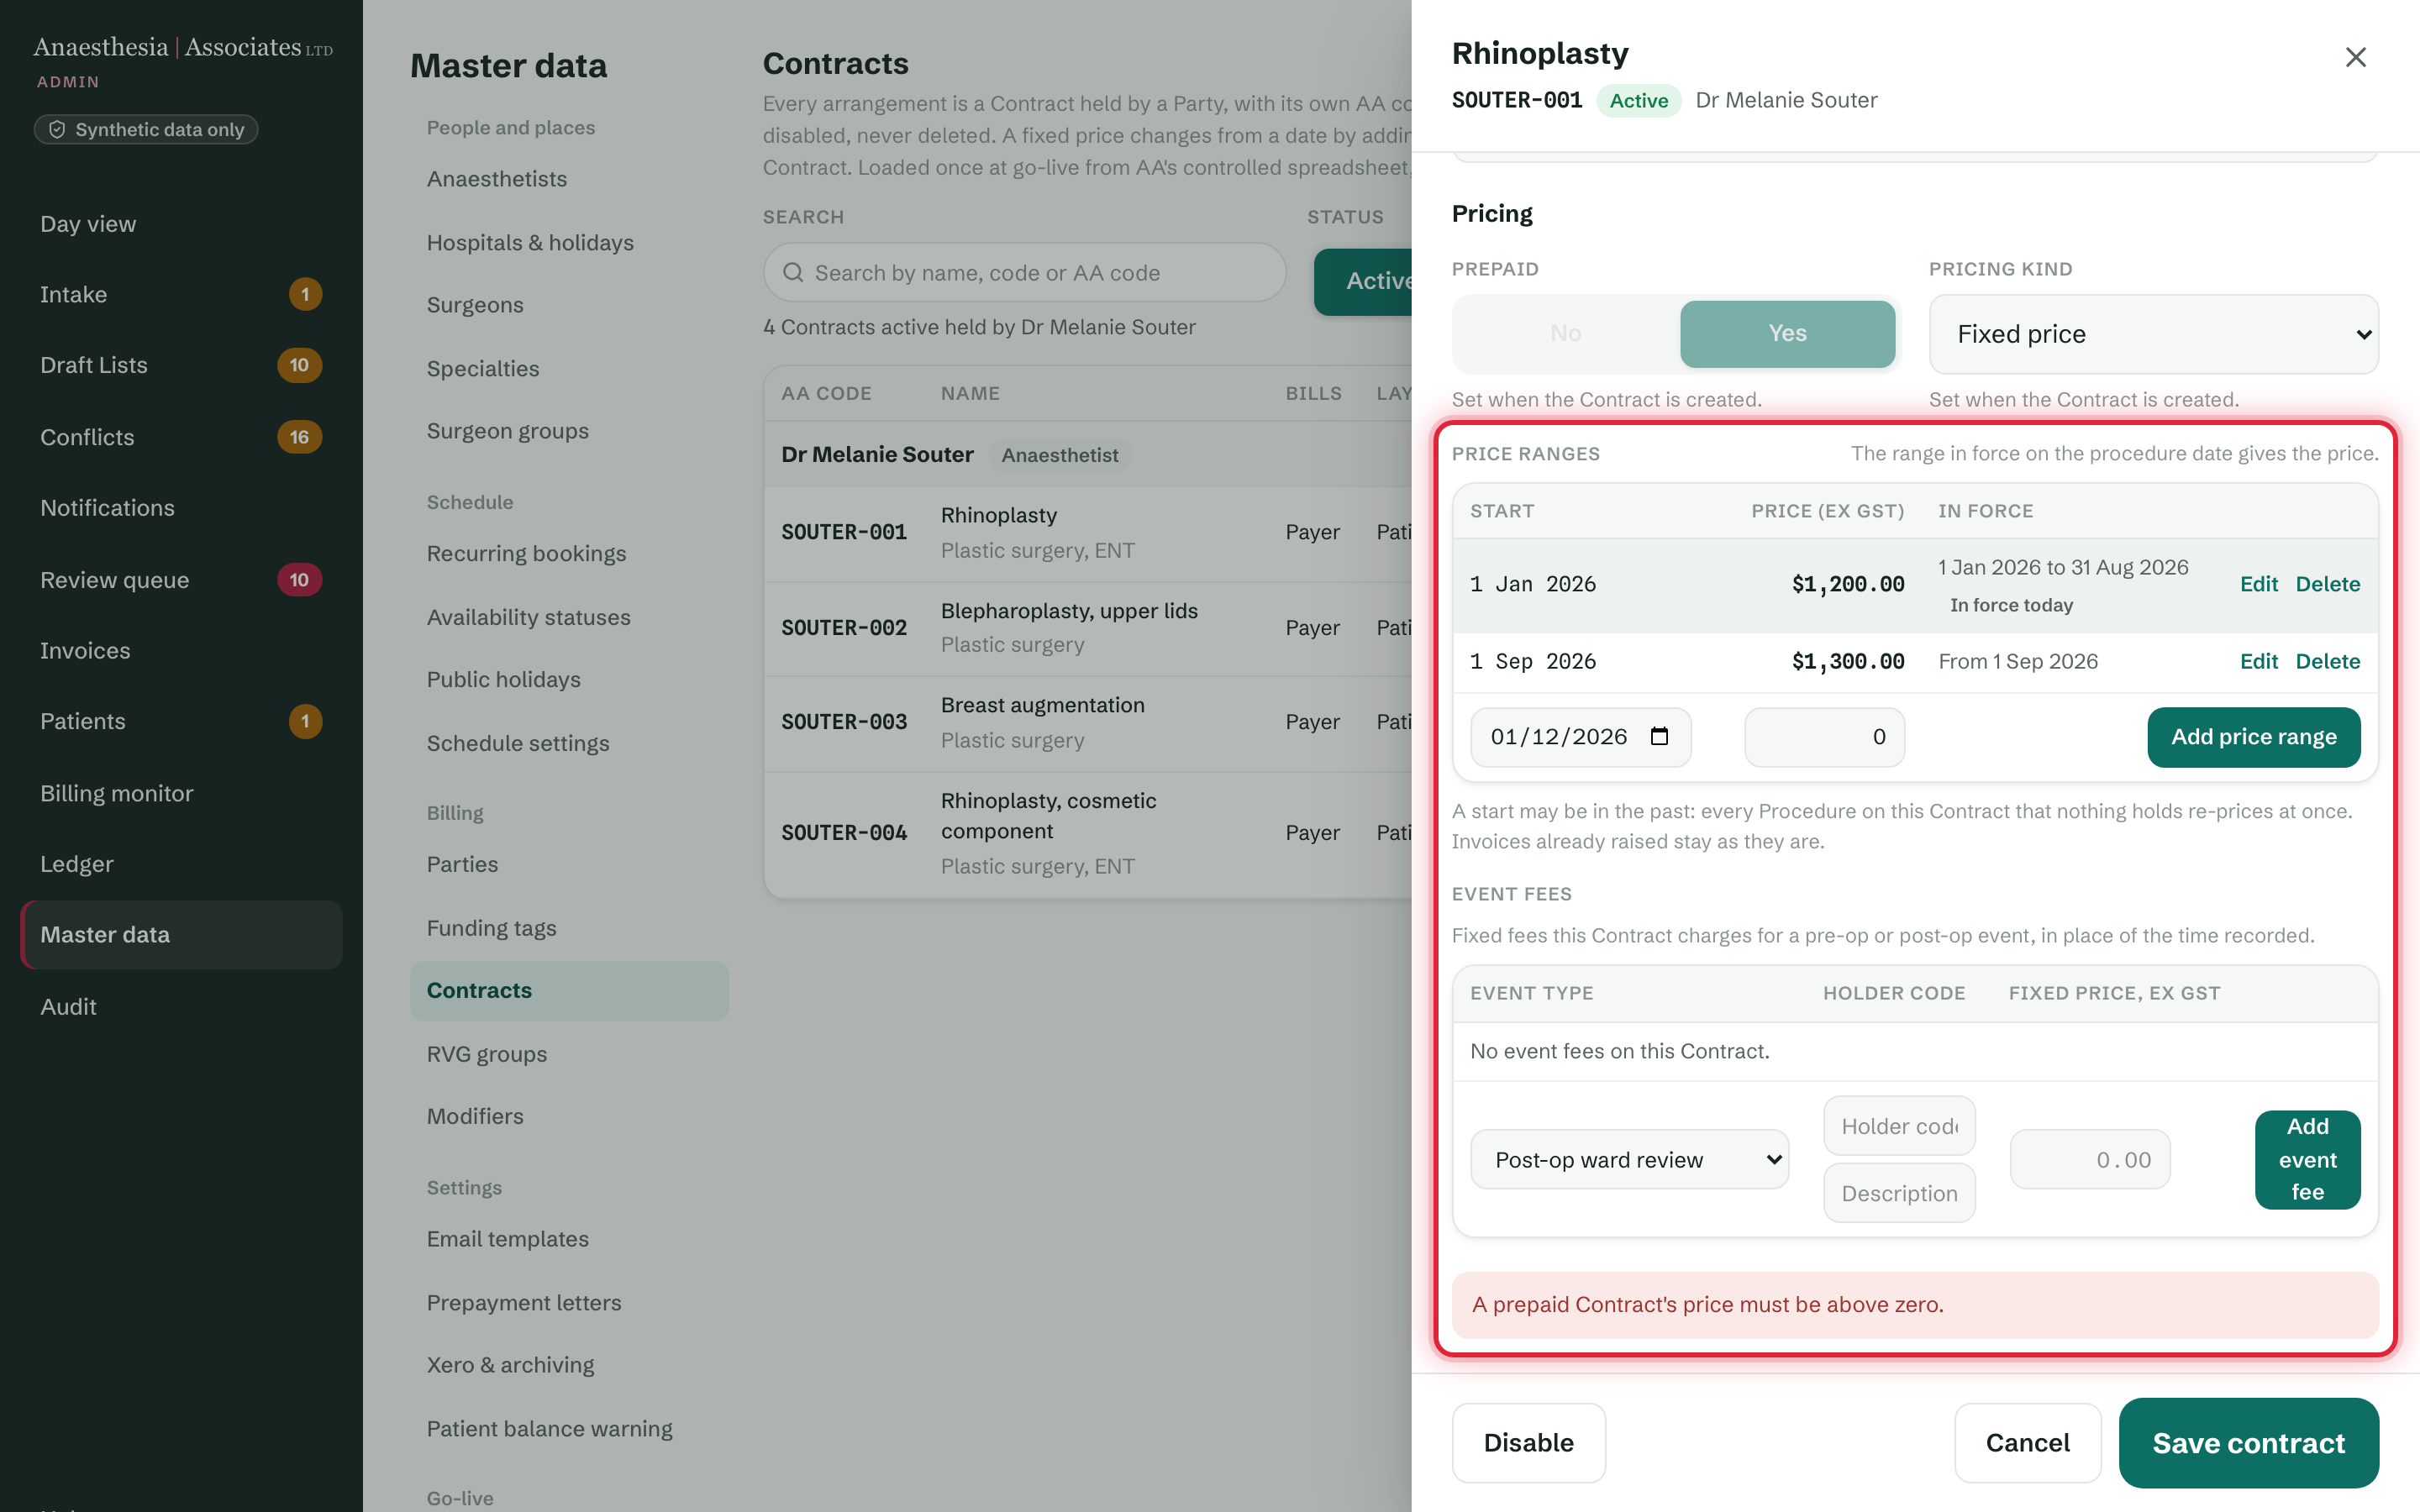 Anaesthesia | Associates LTD
ADMIN
Synthetic data only
Day view
Intake 1
Draft Lists 10
Conflicts 16
Notifications
Review queue 10
Invoices
Patients 1
Billing monitor
Ledger
Master data
Audit
Master data
People and places
Anaesthetists
Hospitals & holidays
Surgeons
Specialties
Surgeon groups
Schedule
Recurring bookings
Availability statuses
Public holidays
Schedule settings
Billing
Parties
Funding tags
Contracts
RVG groups
Modifiers
Settings
Email templates
Prepayment letters
Xero & archiving
Patient balance warning
Go-live
Contracts
Every arrangement is a Contract held by a Party, with its own AA co
disabled, never deleted. A fixed price changes from a date by addin
Contract. Loaded once at go-live from AA's controlled spreadsheet,
SEARCH STATUS
Search by name, code or AA code
Active
4 Contracts active held by Dr Melanie Souter
AA CODE NAME BILLS LAY
Dr Melanie Souter Anaesthetist
SOUTER-001 Rhinoplasty Payer Pati
Plastic surgery, ENT
SOUTER-002 Blepharoplasty, upper lids Payer Pati
Plastic surgery
SOUTER-003 Breast augmentation Payer Pati
Plastic surgery
SOUTER-004 Rhinoplasty, cosmetic component Payer Pati
Plastic surgery, ENT
Rhinoplasty
SOUTER-001 Active Dr Melanie Souter
Pricing
PREPAID PRICING KIND
No Yes Fixed price
Set when the Contract is created. Set when the Contract is created.
PRICE RANGES The range in force on the procedure date gives the price.
START PRICE (EX GST) IN FORCE
1 Jan 2026 $1,200.00 1 Jan 2026 to 31 Aug 2026 Edit Delete
In force today
1 Sep 2026 $1,300.00 From 1 Sep 2026 Edit Delete
01/12/2026 0 Add price range
A start may be in the past: every Procedure on this Contract that nothing holds re-prices at once.
Invoices already raised stay as they are.
EVENT FEES
Fixed fees this Contract charges for a pre-op or post-op event, in place of the time recorded.
EVENT TYPE HOLDER CODE FIXED PRICE, EX GST
No event fees on this Contract.
Post-op ward review Holder code 0.00 Add event fee
Description
A prepaid Contract's price must be above zero.
Disable Cancel Save contract